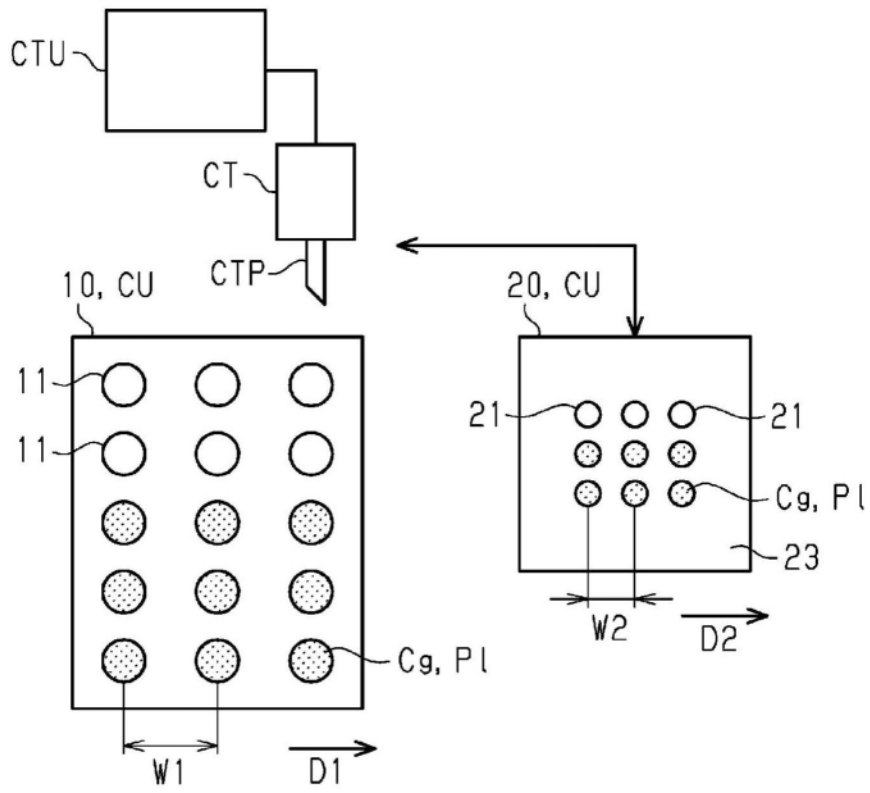 CTU
CT
CTP
10, CU
20, CU
11
21
21
11
Cg, Pl
23
W2
D2
Cg, Pl
W1
D1